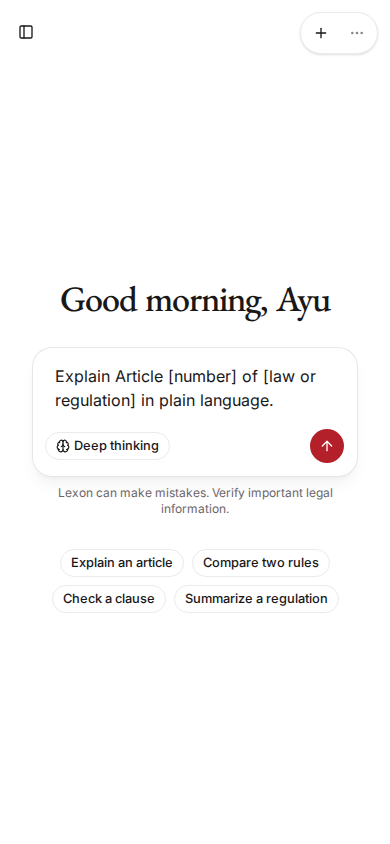 Good morning, Ayu
Explain Article [number] of [law or
regulation] in plain language.
Deep thinking
Lexon can make mistakes. Verify important legal
information.
Explain an article
Compare two rules
Check a clause
Summarize a regulation